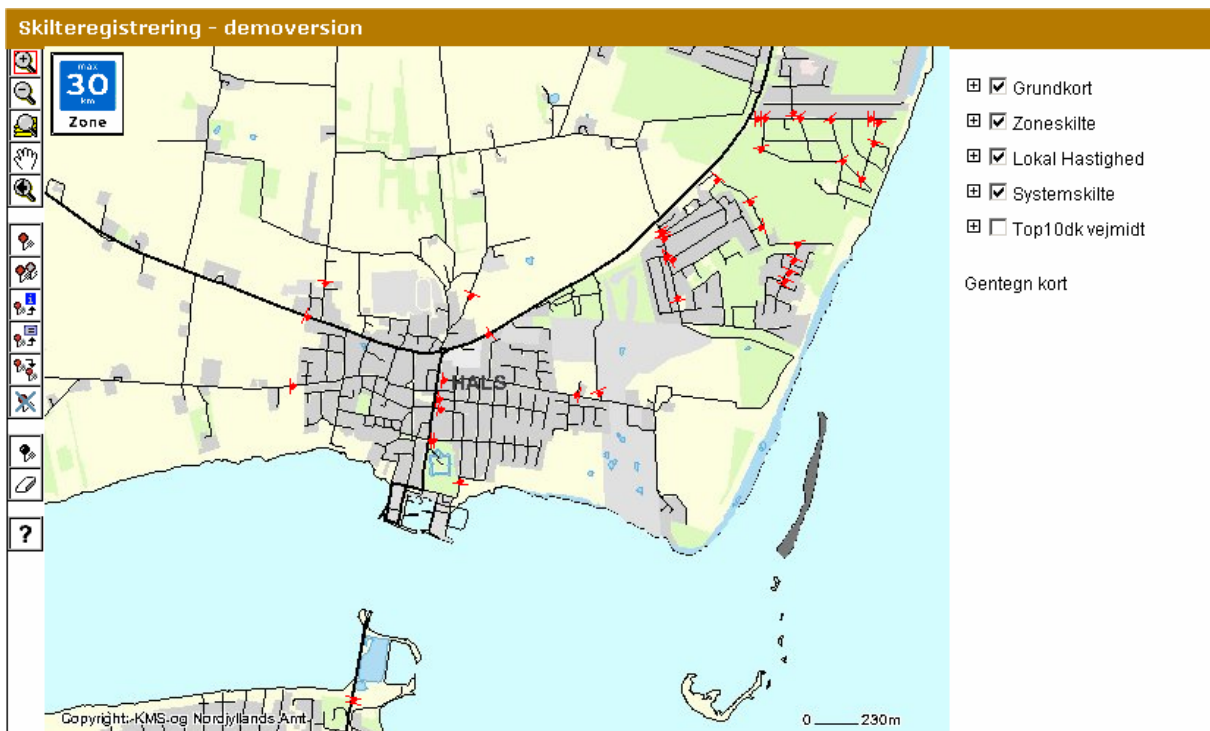 Skilteregistrering - demoversion
max
30
km
Zone
Grundkort
Zoneskilte
Lokal Hastighed
Systemskilte
Top10dk vejmidt
Gentegn kort
HALS
i
?
Copyright: KMS og Nordjyllands Amt
0 230m